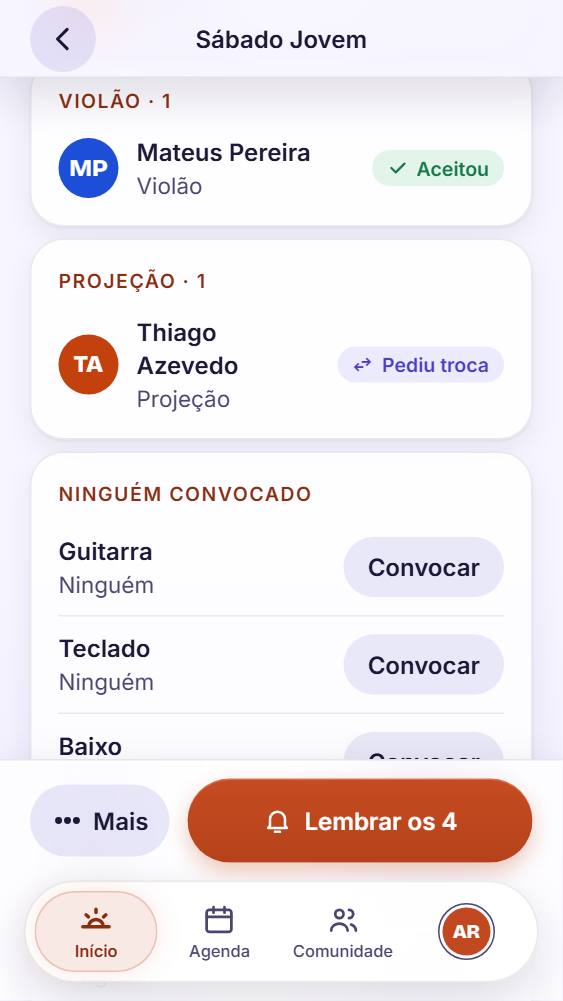 Sábado Jovem
VIOLÃO · 1
MP
Mateus Pereira
Violão
Aceitou
PROJEÇÃO · 1
TA
Thiago
Azevedo
Projeção
Pediu troca
NINGUÉM CONVOCADO
Guitarra
Ninguém
Convocar
Teclado
Ninguém
Convocar
Baixo
Convocar
Mais
Lembrar os 4
Início
Agenda
Comunidade
AR